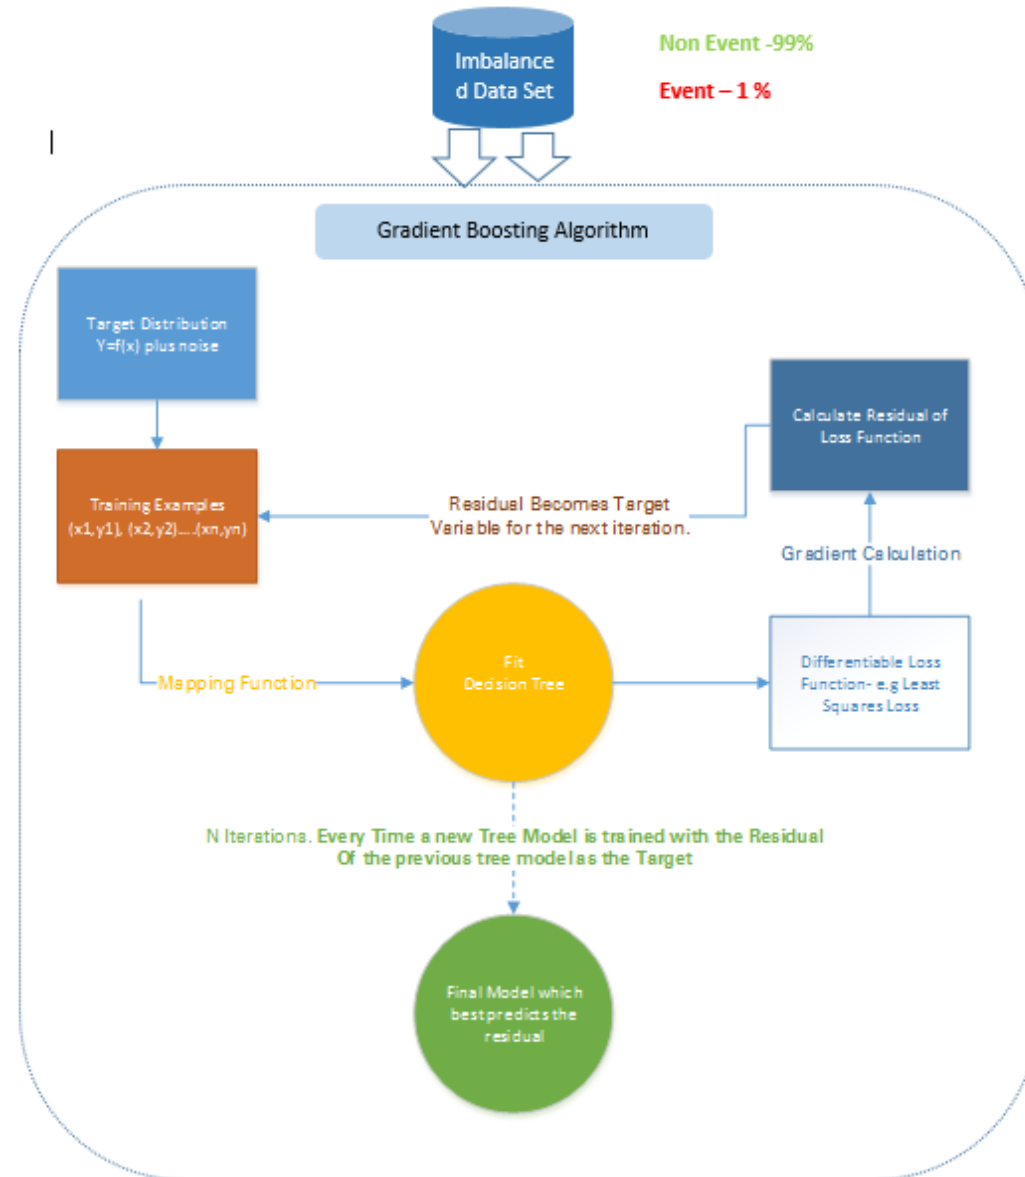 Imbalance
d Data Set
Non Event -99%
Event – 1 %
Gradient Boosting Algorithm
Target Distribution
Y=f(x) plus noise
Calculate Residual of
Loss Function
Training Examples
(x1,y1), (x2,y2)....(xn,yn)
Residual Becomes Target
Variable for the next iteration.
Gradient Calculation
Mapping Function
Fit
Decision Tree
Differentiable Loss
Function- e.g Least
Squares Loss
N Iterations. Every Time a new Tree Model is trained with the Residual
Of the previous tree model as the Target
Final Model which
best predicts the
residual